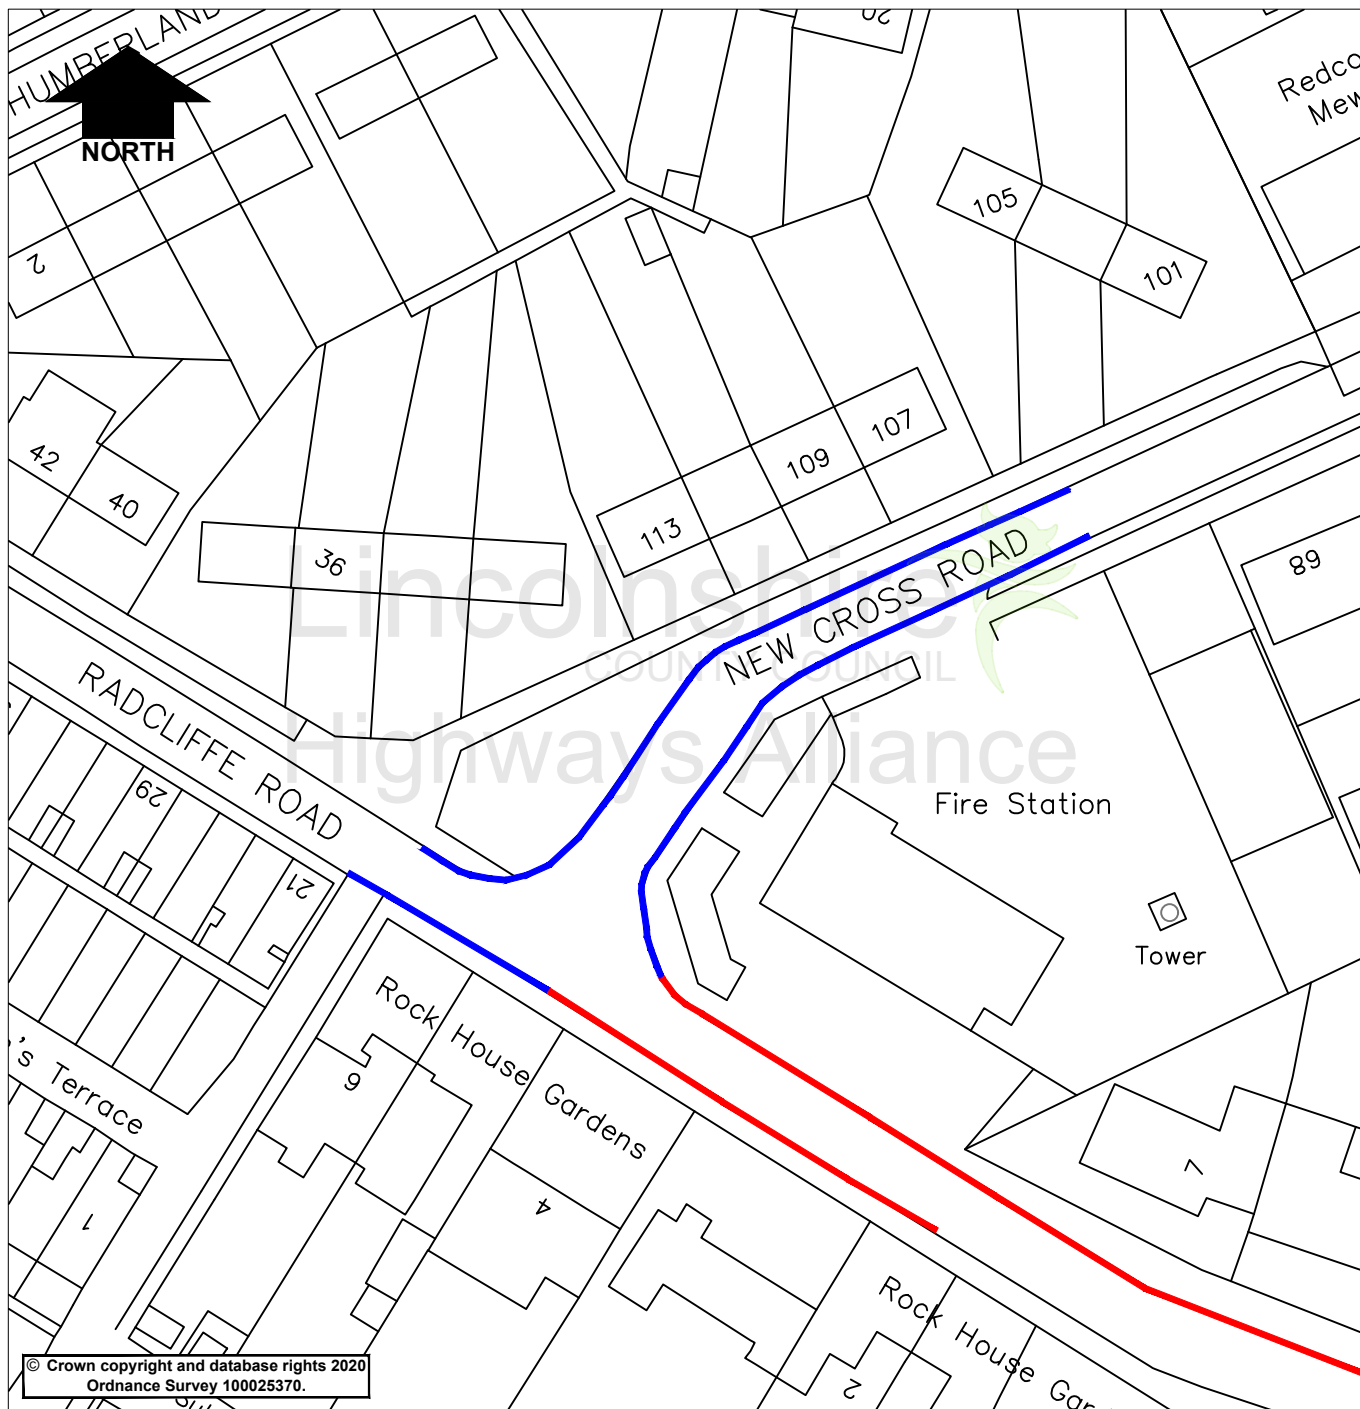 HUMBERLAND
NORTH
20
Redco
Mew
105
101
2
42
40
36
113
109
107
89
Lincolnshire
COUNTY COUNCIL
Highways Alliance
NEW CROSS ROAD
RADCLIFFE ROAD
29
21
Fire Station
Tower
Rock House Gardens
's Terrace
9
4
1
7
Rock House Gar
2
© Crown copyright and database rights 2020
Ordnance Survey 100025370.